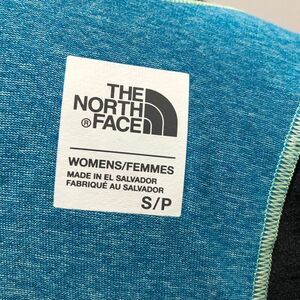 THE
NORTH
®FACE
WOMENS/FEMMES
MADE IN EL SALVADOR
FABRIQUÉ AU SALVADOR
S/P